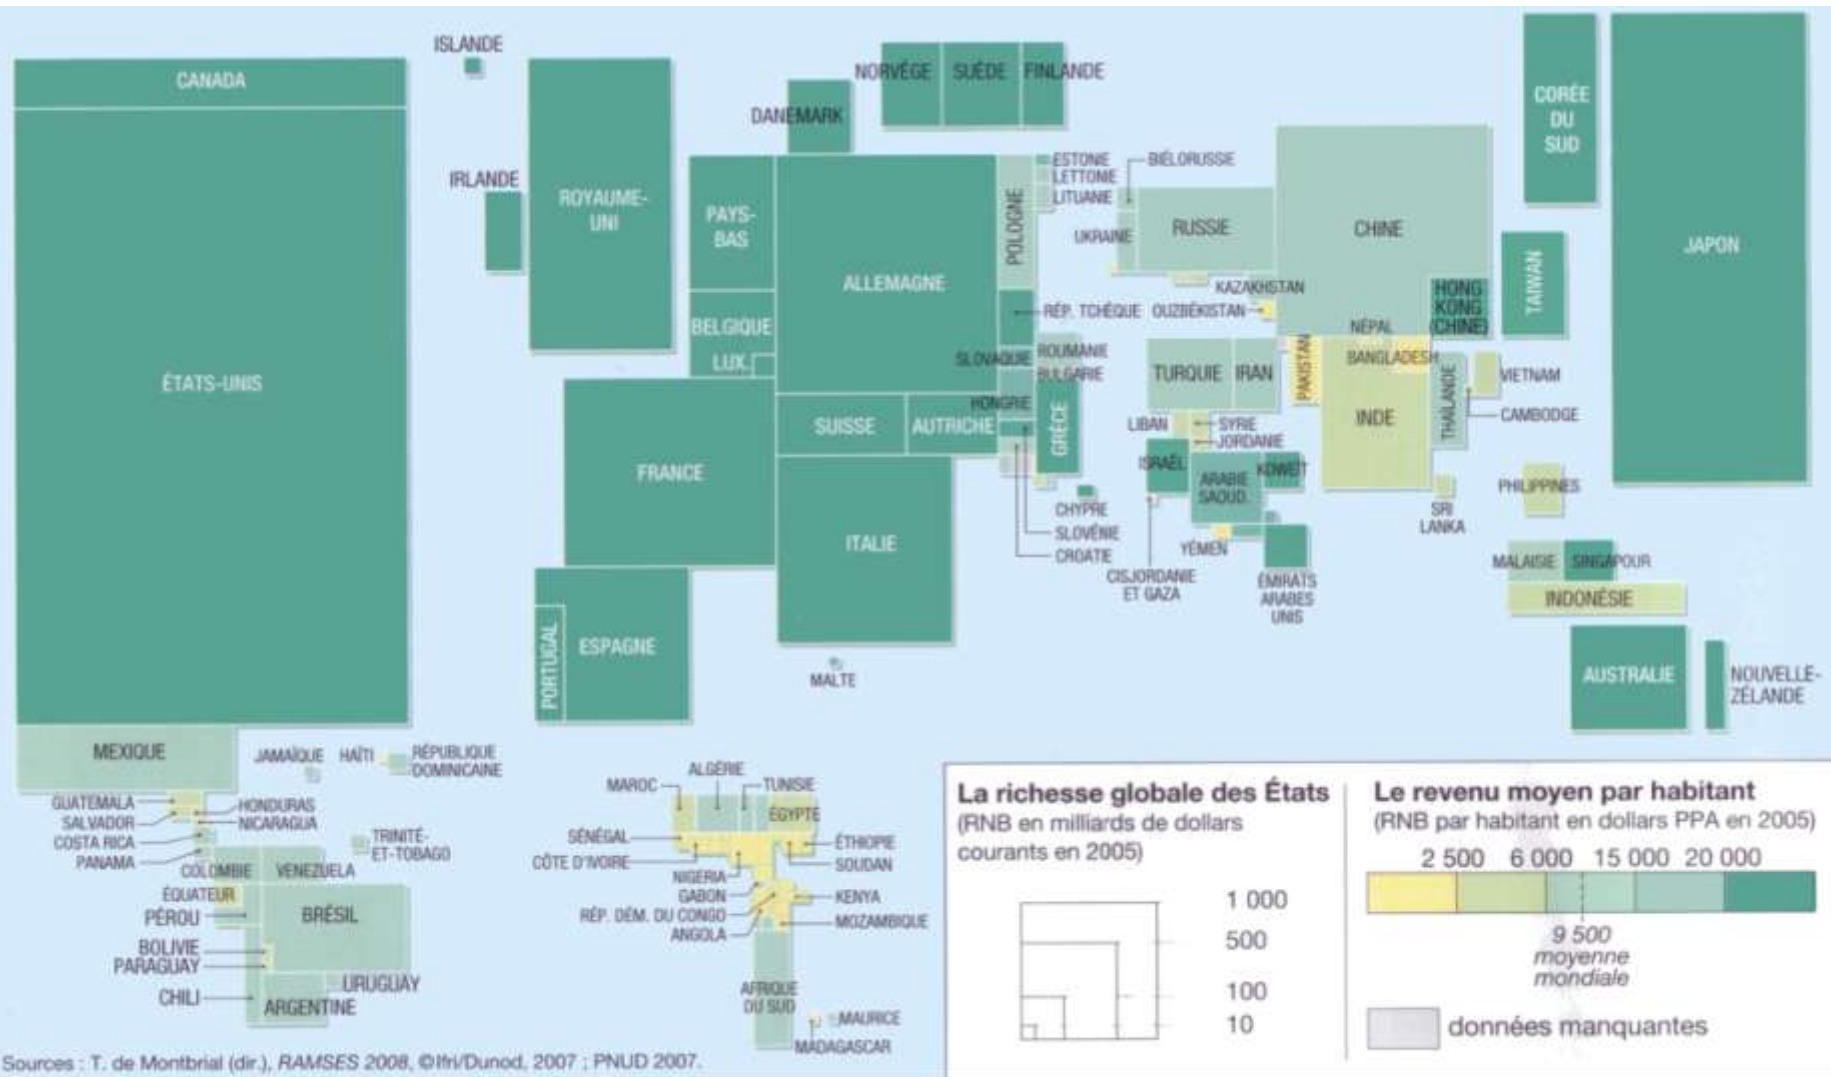 CANADA
ÉTATS-UNIS
MEXIQUE
GUATEMALA
SALVADOR
COSTA RICA
PANAMA
HONDURAS
NICARAGUA
JAMAÏQUE
HAÏTI
RÉPUBLIQUE
DOMINICAINE
TRINITÉ-
ET-TOBAGO
COLOMBIE
VENEZUELA
ÉQUATEUR
PÉROU
BRÉSIL
BOLIVIE
PARAGUAY
CHILI
URUGUAY
ARGENTINE
ISLANDE
IRLANDE
ROYAUME-
UNI
DANEMARK
NORVÉGE
SUÉDE
FINLANDE
PAYS-
BAS
BELGIQUE
LUX.
ALLEMAGNE
POLOGNE
ESTONIE
LETTONIE
LITUANIE
RÉP. TCHÉQUE
SLOVAQUIE
ROUMANIE
BULGARIE
HONGRIE
GRÉCE
SUISSE
AUTRICHE
FRANCE
ITALIE
CHYPRE
SLOVÉNIE
CROATIE
PORTUGAL
ESPAGNE
MALTE
BIÉLORUSSIE
UKRAINE
RUSSIE
KAZAKHSTAN
OUZBÉKISTAN
CHINE
HONG
KONG
(CHINE)
CORÉE
DU
SUD
TAIWAN
JAPON
TURQUIE
IRAN
PAKISTAN
NÉPAL
BANGLADESH
INDE
THAÏLANDE
VIETNAM
CAMBODGE
LIBAN
SYRIE
JORDANIE
ISRAËL
ARABIE
SAOUD.
KOWEÏT
CISJORDANIE
ET GAZA
YÉMEN
ÉMIRATS
ARABES
UNIS
SRI
LANKA
PHILIPPINES
MALAISIE
SINGAPOUR
INDONÉSIE
AUSTRALIE
NOUVELLE-
ZÉLANDE
MAROC
ALGÉRIE
TUNISIE
EGYPTE
SÉNÉGAL
CÔTE D'IVOIRE
NIGERIA
GABON
RÉP. DÉM. DU CONGO
ANGOLA
ÉTHIOPIE
SOUDAN
KENYA
MOZAMBIQUE
AFRIQUE
DU SUD
MAURICE
MADAGASCAR
La richesse globale des États
(RNB en milliards de dollars
courants en 2005)
1 000
500
100
10
Le revenu moyen par habitant
(RNB par habitant en dollars PPA en 2005)
2 500 6 000 15 000 20 000
9 500
moyenne
mondiale
données manquantes
Sources : T. de Montbrial (dir.), RAMSES 2008, ©Ifri/Dunod, 2007 ; PNUD 2007.